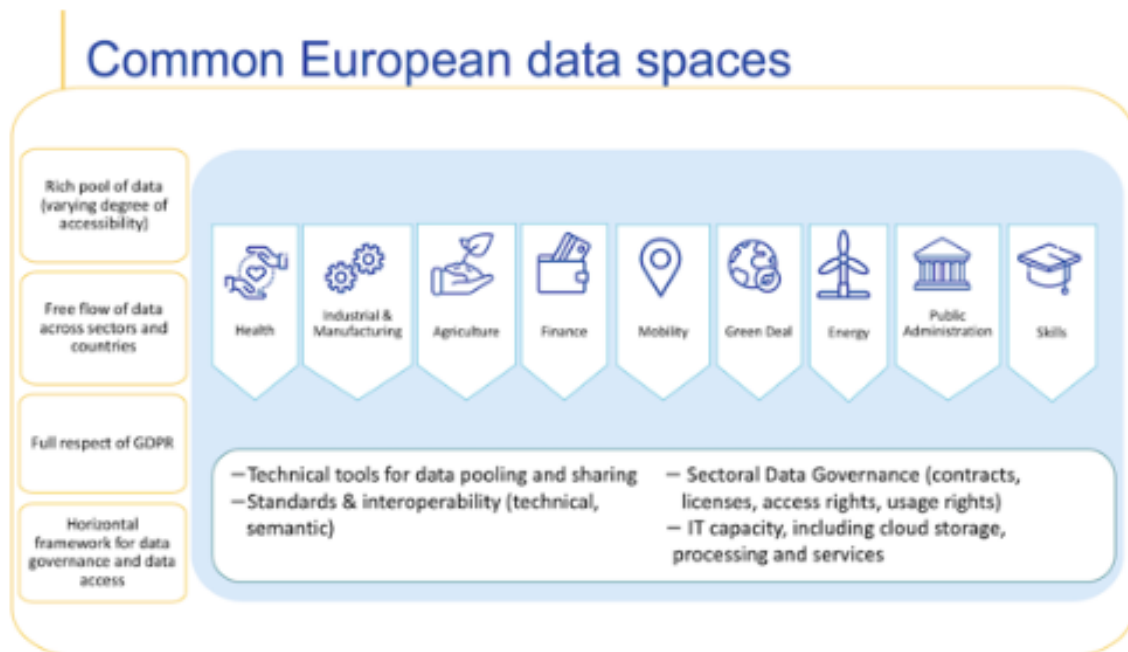 Common European data spaces
Rich pool of data
(varying degree of
accessibility)
Free flow of data
across sectors and
countries
Full respect of GDPR
Horizontal
framework for data
governance and data
access
Health
Industrial &
Manufacturing
Agriculture
Finance
Mobility
Green Deal
Energy
Public
Administration
Skills
–Technical tools for data pooling and sharing
–Standards & interoperability (technical,
semantic)
– Sectoral Data Governance (contracts,
licenses, access rights, usage rights)
– IT capacity, including cloud storage,
processing and services